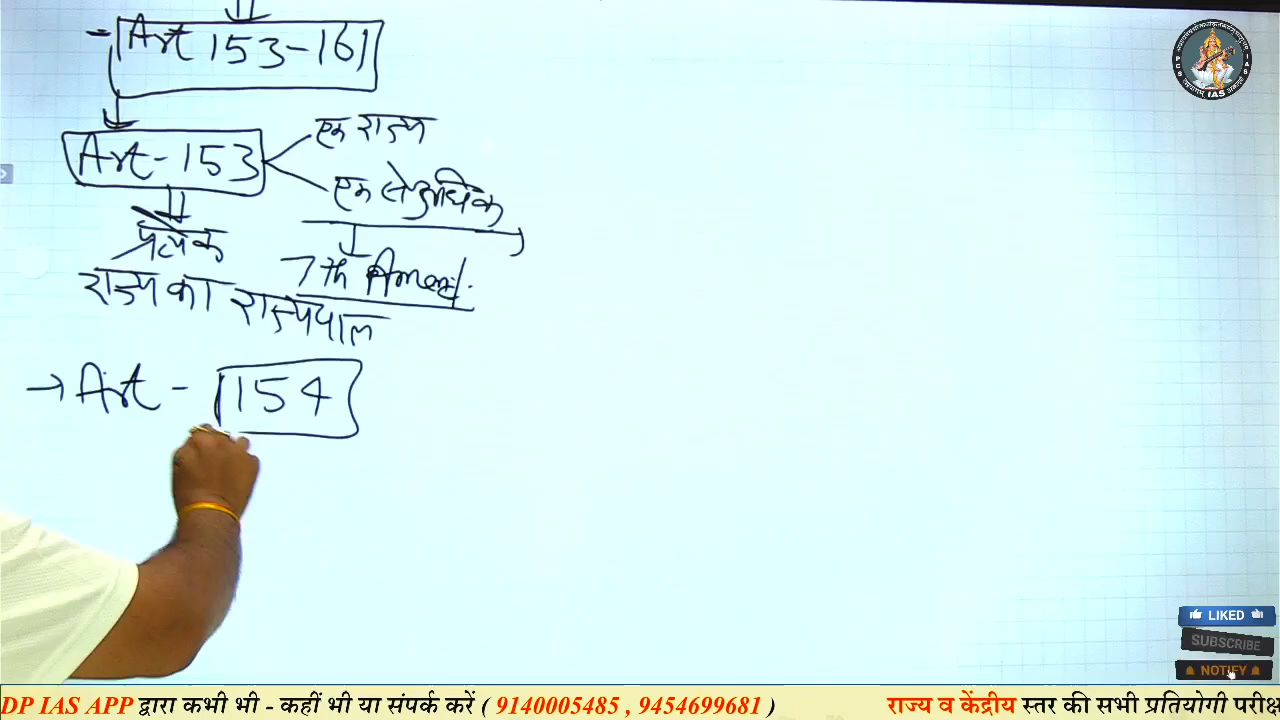 Art 153-161
Art-153
एक राज्य
एक से अधिक
7th Amend.
प्रत्येक
राज्य का राज्यपाल
→ Art - 154
IAS
LIKED
SUBSCRIBE
NOTIFY
DP IAS APP द्वारा कभी भी - कहीं भी या संपर्क करें ( 9140005485 , 9454699681 )
राज्य व केंद्रीय स्तर की सभी प्रतियोगी परीक्ष